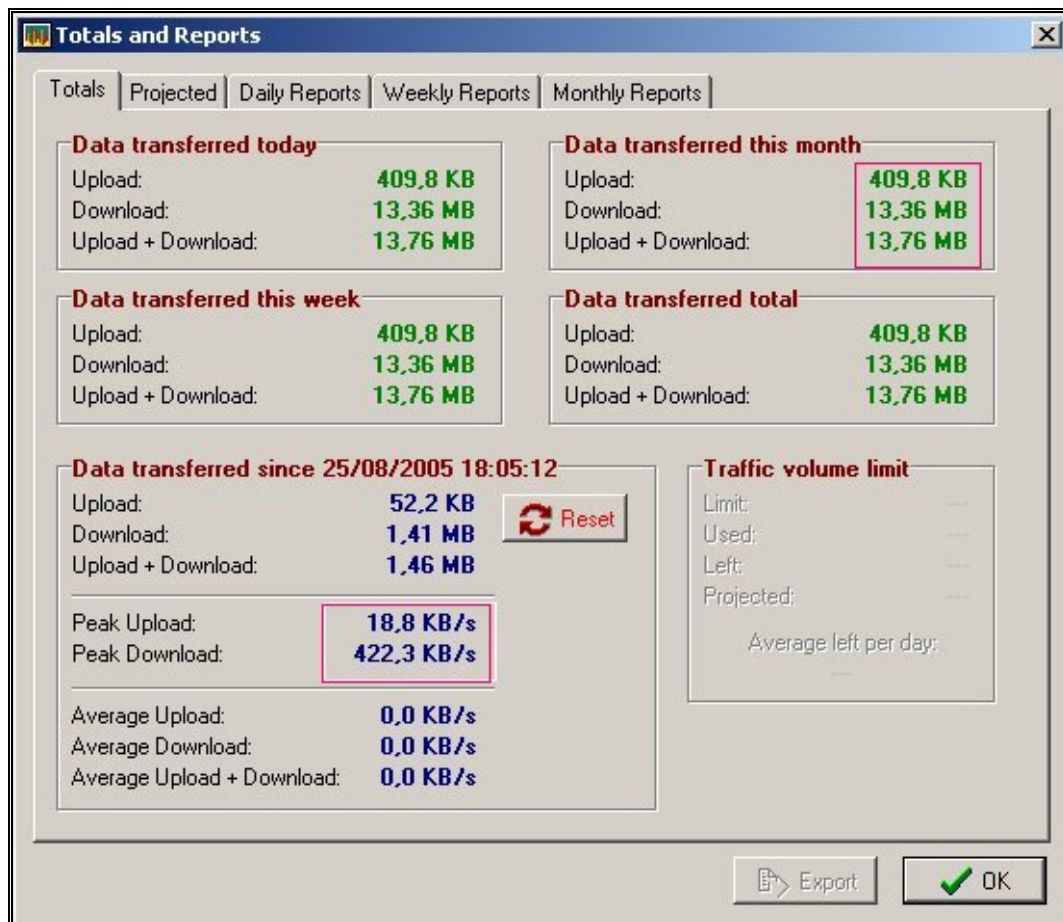 Totals and Reports
Totals Projected Daily Reports Weekly Reports Monthly Reports
Data transferred today
Upload: 409,8 KB
Download: 13,36 MB
Upload + Download: 13,76 MB
Data transferred this month
Upload: 409,8 KB
Download: 13,36 MB
Upload + Download: 13,76 MB
Data transferred this week
Upload: 409,8 KB
Download: 13,36 MB
Upload + Download: 13,76 MB
Data transferred total
Upload: 409,8 KB
Download: 13,36 MB
Upload + Download: 13,76 MB
Data transferred since 25/08/2005 18:05:12
Upload: 52,2 KB
Download: 1,41 MB
Upload + Download: 1,46 MB
Reset
Peak Upload: 18,8 KB/s
Peak Download: 422,3 KB/s
Average Upload: 0,0 KB/s
Average Download: 0,0 KB/s
Average Upload + Download: 0,0 KB/s
Traffic volume limit
Limit: ---
Used: ---
Left: ---
Projected: ---
Average left per day:
---
Export
OK